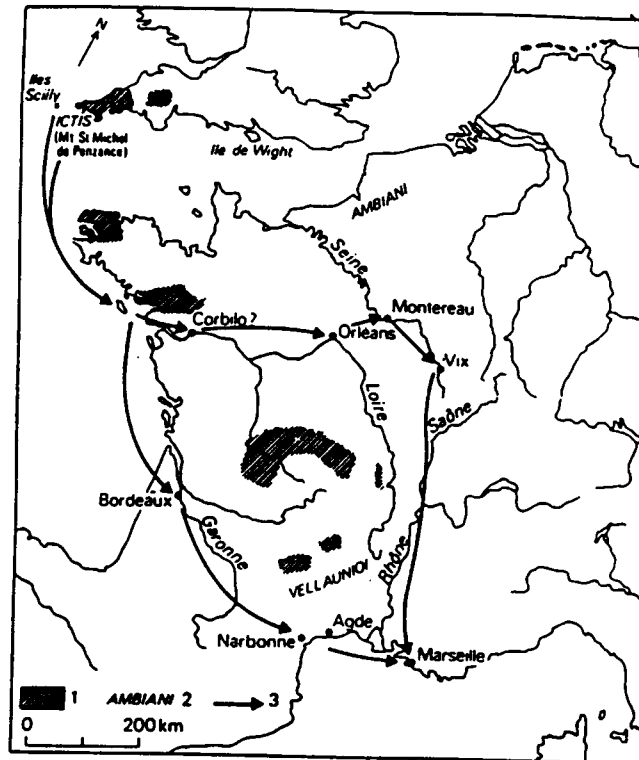 N
Iles
Scilly
ICTIS
(Mt St Michel
de Penzance)
Ile de Wight
AMBIANI
Seine
Montereau
Corbilo?
Orléans
Vix
Loire
Saône
Bordeaux
Garonne
VELLAUNIOI
Rhône
Agde
Narbonne
Marseille
1 AMBIANI 2 3
0 200 km